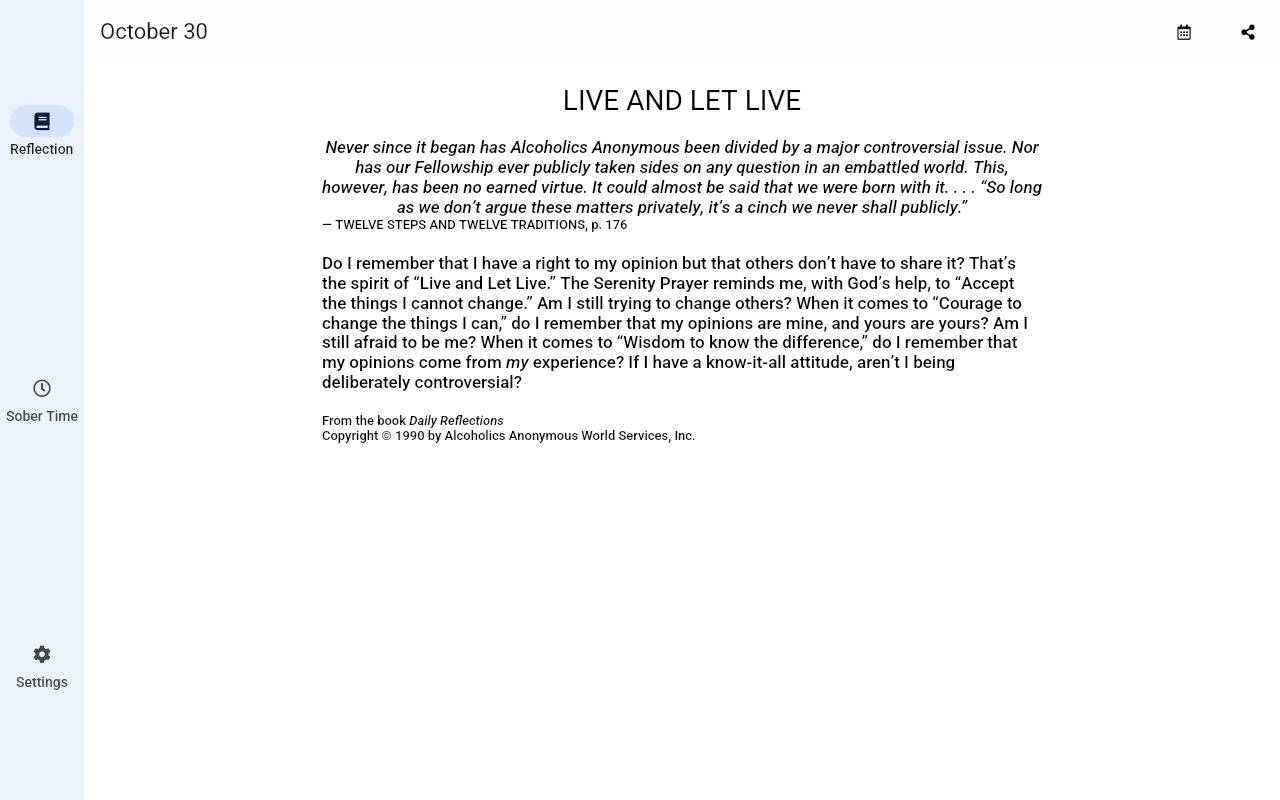 October 30
Reflection
Sober Time
Settings
LIVE AND LET LIVE
Never since it began has Alcoholics Anonymous been divided by a major controversial issue. Nor
has our Fellowship ever publicly taken sides on any question in an embattled world. This,
however, has been no earned virtue. It could almost be said that we were born with it. . . . “So long
as we don’t argue these matters privately, it’s a cinch we never shall publicly.”
— TWELVE STEPS AND TWELVE TRADITIONS, p. 176
Do I remember that I have a right to my opinion but that others don’t have to share it? That’s
the spirit of “Live and Let Live.” The Serenity Prayer reminds me, with God’s help, to “Accept
the things I cannot change.” Am I still trying to change others? When it comes to “Courage to
change the things I can,” do I remember that my opinions are mine, and yours are yours? Am I
still afraid to be me? When it comes to “Wisdom to know the difference,” do I remember that
my opinions come from my experience? If I have a know-it-all attitude, aren’t I being
deliberately controversial?
From the book Daily Reflections
Copyright © 1990 by Alcoholics Anonymous World Services, Inc.